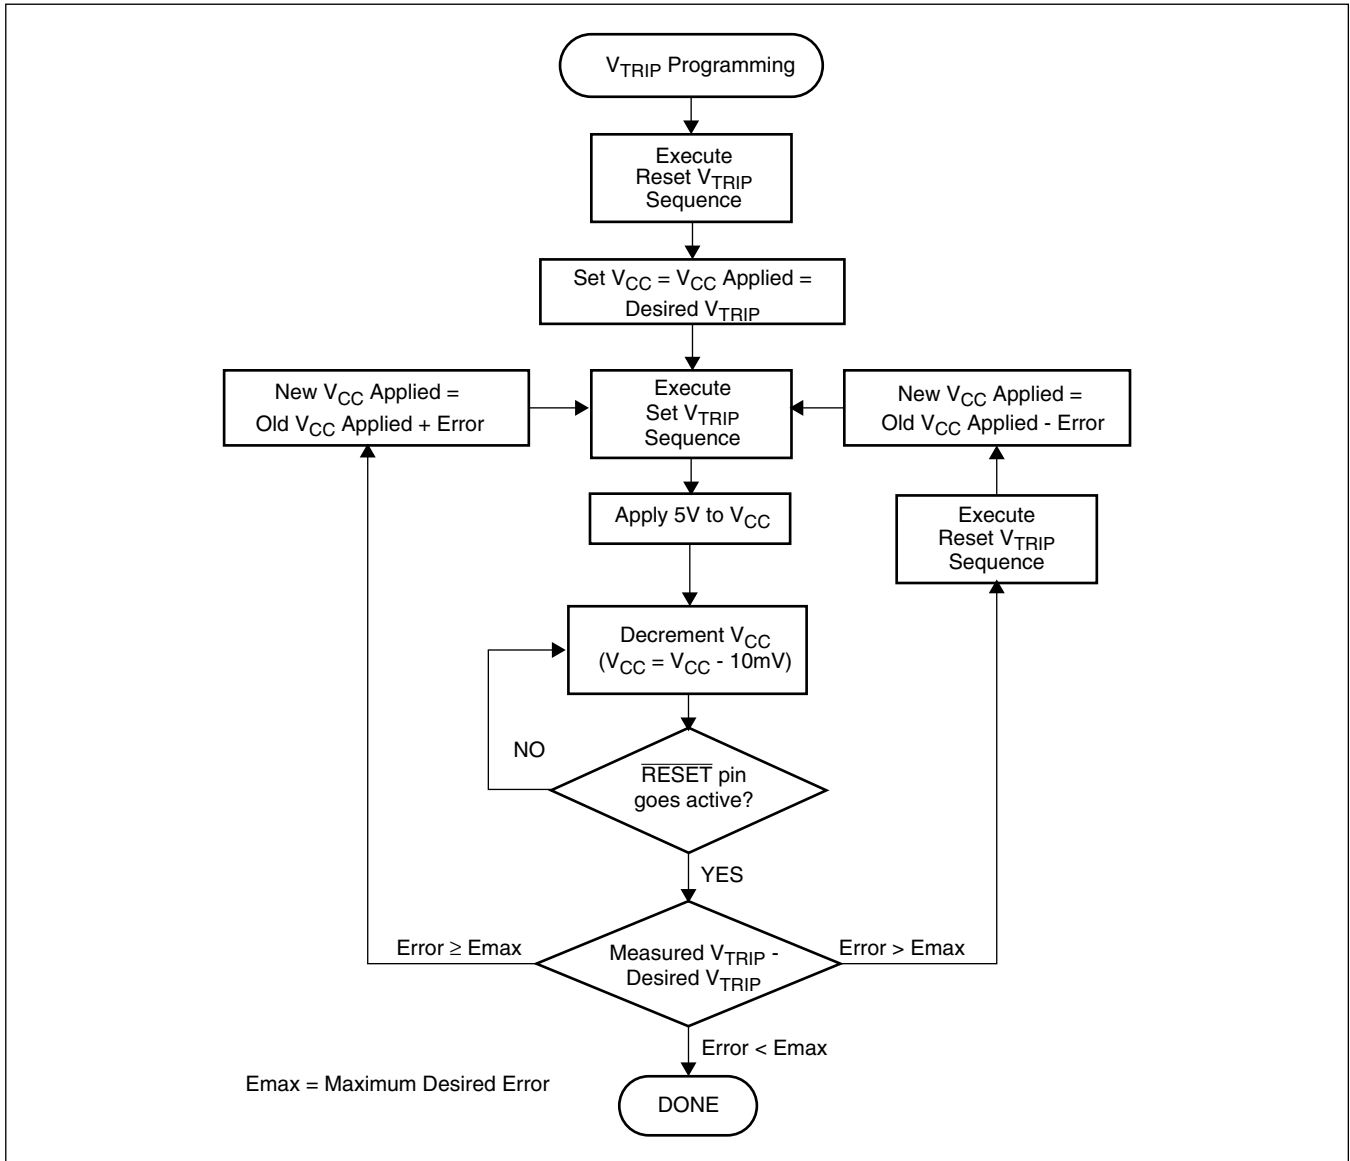 VTRIP Programming
Execute
Reset VTRIP
Sequence
Set VCC = VCC Applied =
Desired VTRIP
New VCC Applied =
Old VCC Applied + Error
Execute
Set VTRIP
Sequence
New VCC Applied =
Old VCC Applied - Error
Apply 5V to VCC
Execute
Reset VTRIP
Sequence
Decrement VCC
(VCC = VCC - 10mV)
NO
RESET pin
goes active?
YES
Error ≥ Emax
Measured VTRIP -
Desired VTRIP
Error > Emax
Error < Emax
Emax = Maximum Desired Error
DONE